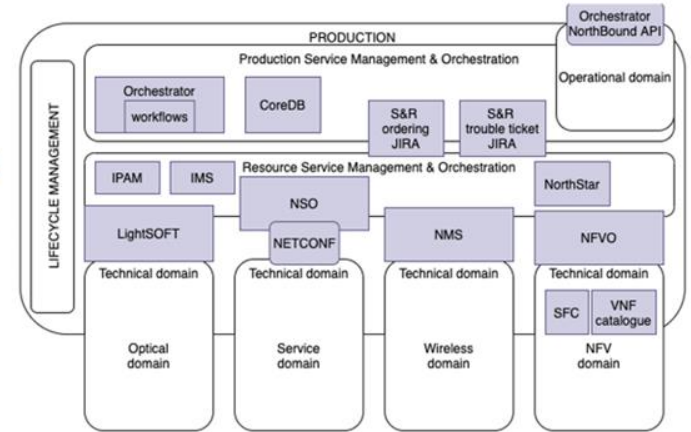 Orchestrator
NorthBound API
PRODUCTION
Production Service Management & Orchestration
Operational domain
LIFECYCLE MANAGEMENT
Orchestrator
workflows
CoreDB
S&R
ordering
JIRA
S&R
trouble ticket
JIRA
Resource Service Management & Orchestration
IPAM
IMS
NorthStar
NSO
LightSOFT
NETCONF
NMS
NFVO
Technical domain
Technical domain
Technical domain
Technical domain
SFC
VNF
catalogue
Optical
domain
Service
domain
Wireless
domain
NFV
domain